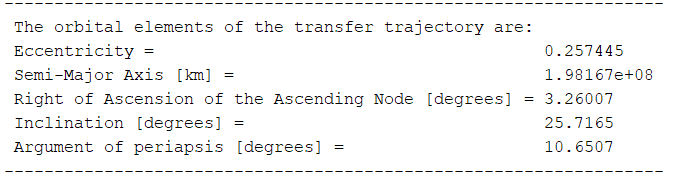 --------------------------------------------------------------------
The orbital elements of the transfer trajectory are:
Eccentricity = 0.257445
Semi-Major Axis [km] = 1.98167e+08
Right of Ascension of the Ascending Node [degrees] = 3.26007
Inclination [degrees] = 25.7165
Argument of periapsis [degrees] = 10.6507
--------------------------------------------------------------------